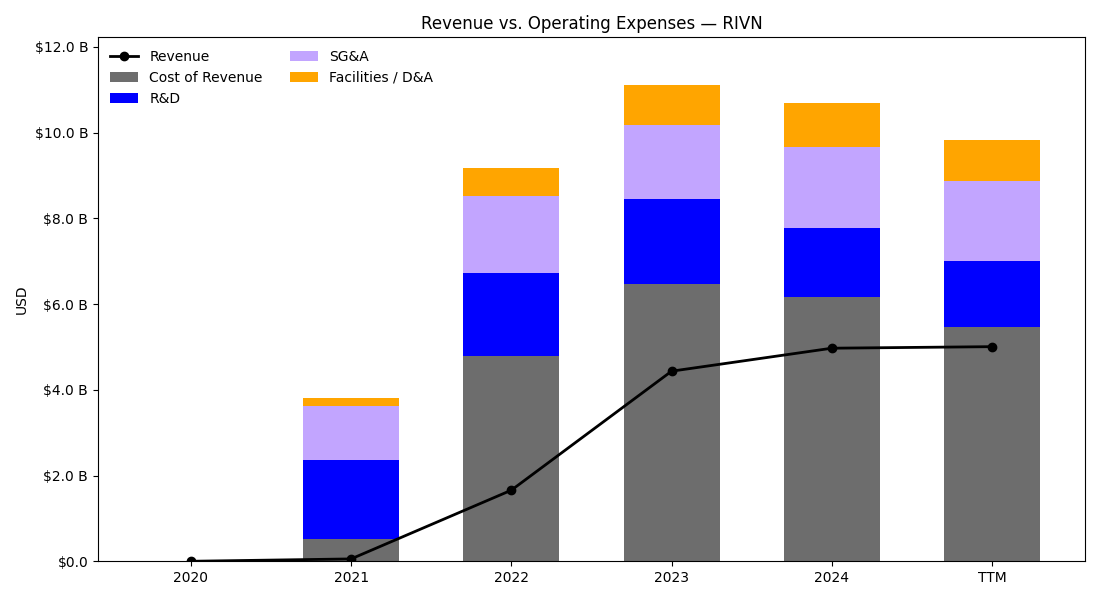 Revenue vs. Operating Expenses — RIVN
$12.0 B
$10.0 B
$8.0 B
$6.0 B
$4.0 B
$2.0 B
$0.0
USD
Revenue
Cost of Revenue
R&D
SG&A
Facilities / D&A
2020
2021
2022
2023
2024
TTM